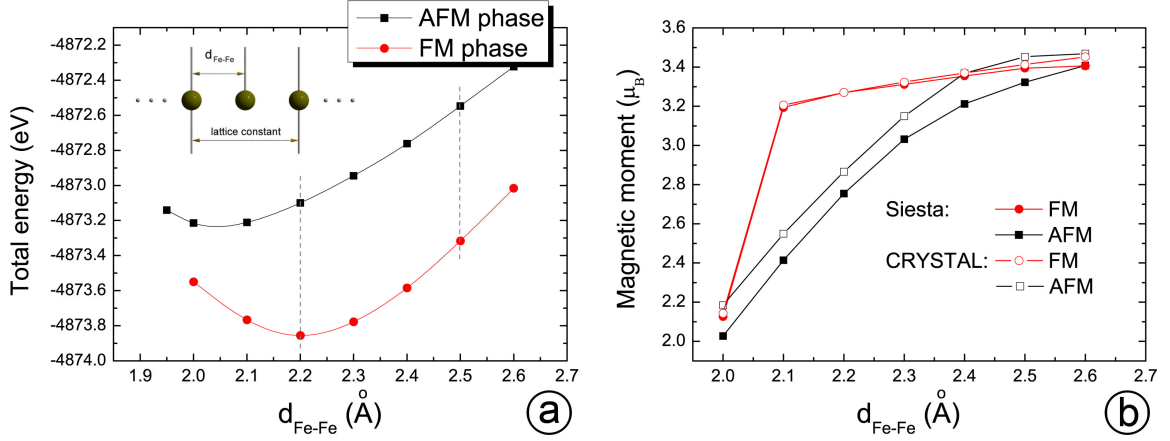 AFM phase
FM phase
-4872.2
-4872.4
-4872.6
-4872.8
-4873.0
-4873.2
-4873.4
-4873.6
-4873.8
-4874.0
Total energy (eV)
d Fe-Fe
lattice constant
1.9 2.0 2.1 2.2 2.3 2.4 2.5 2.6 2.7
d Fe-Fe (Å)
a
3.6
3.4
3.2
3.0
2.8
2.6
2.4
2.2
2.0
Magnetic moment (μB)
Siesta: FM
AFM
CRYSTAL: FM
AFM
2.0 2.1 2.2 2.3 2.4 2.5 2.6 2.7
d Fe-Fe (Å)
b